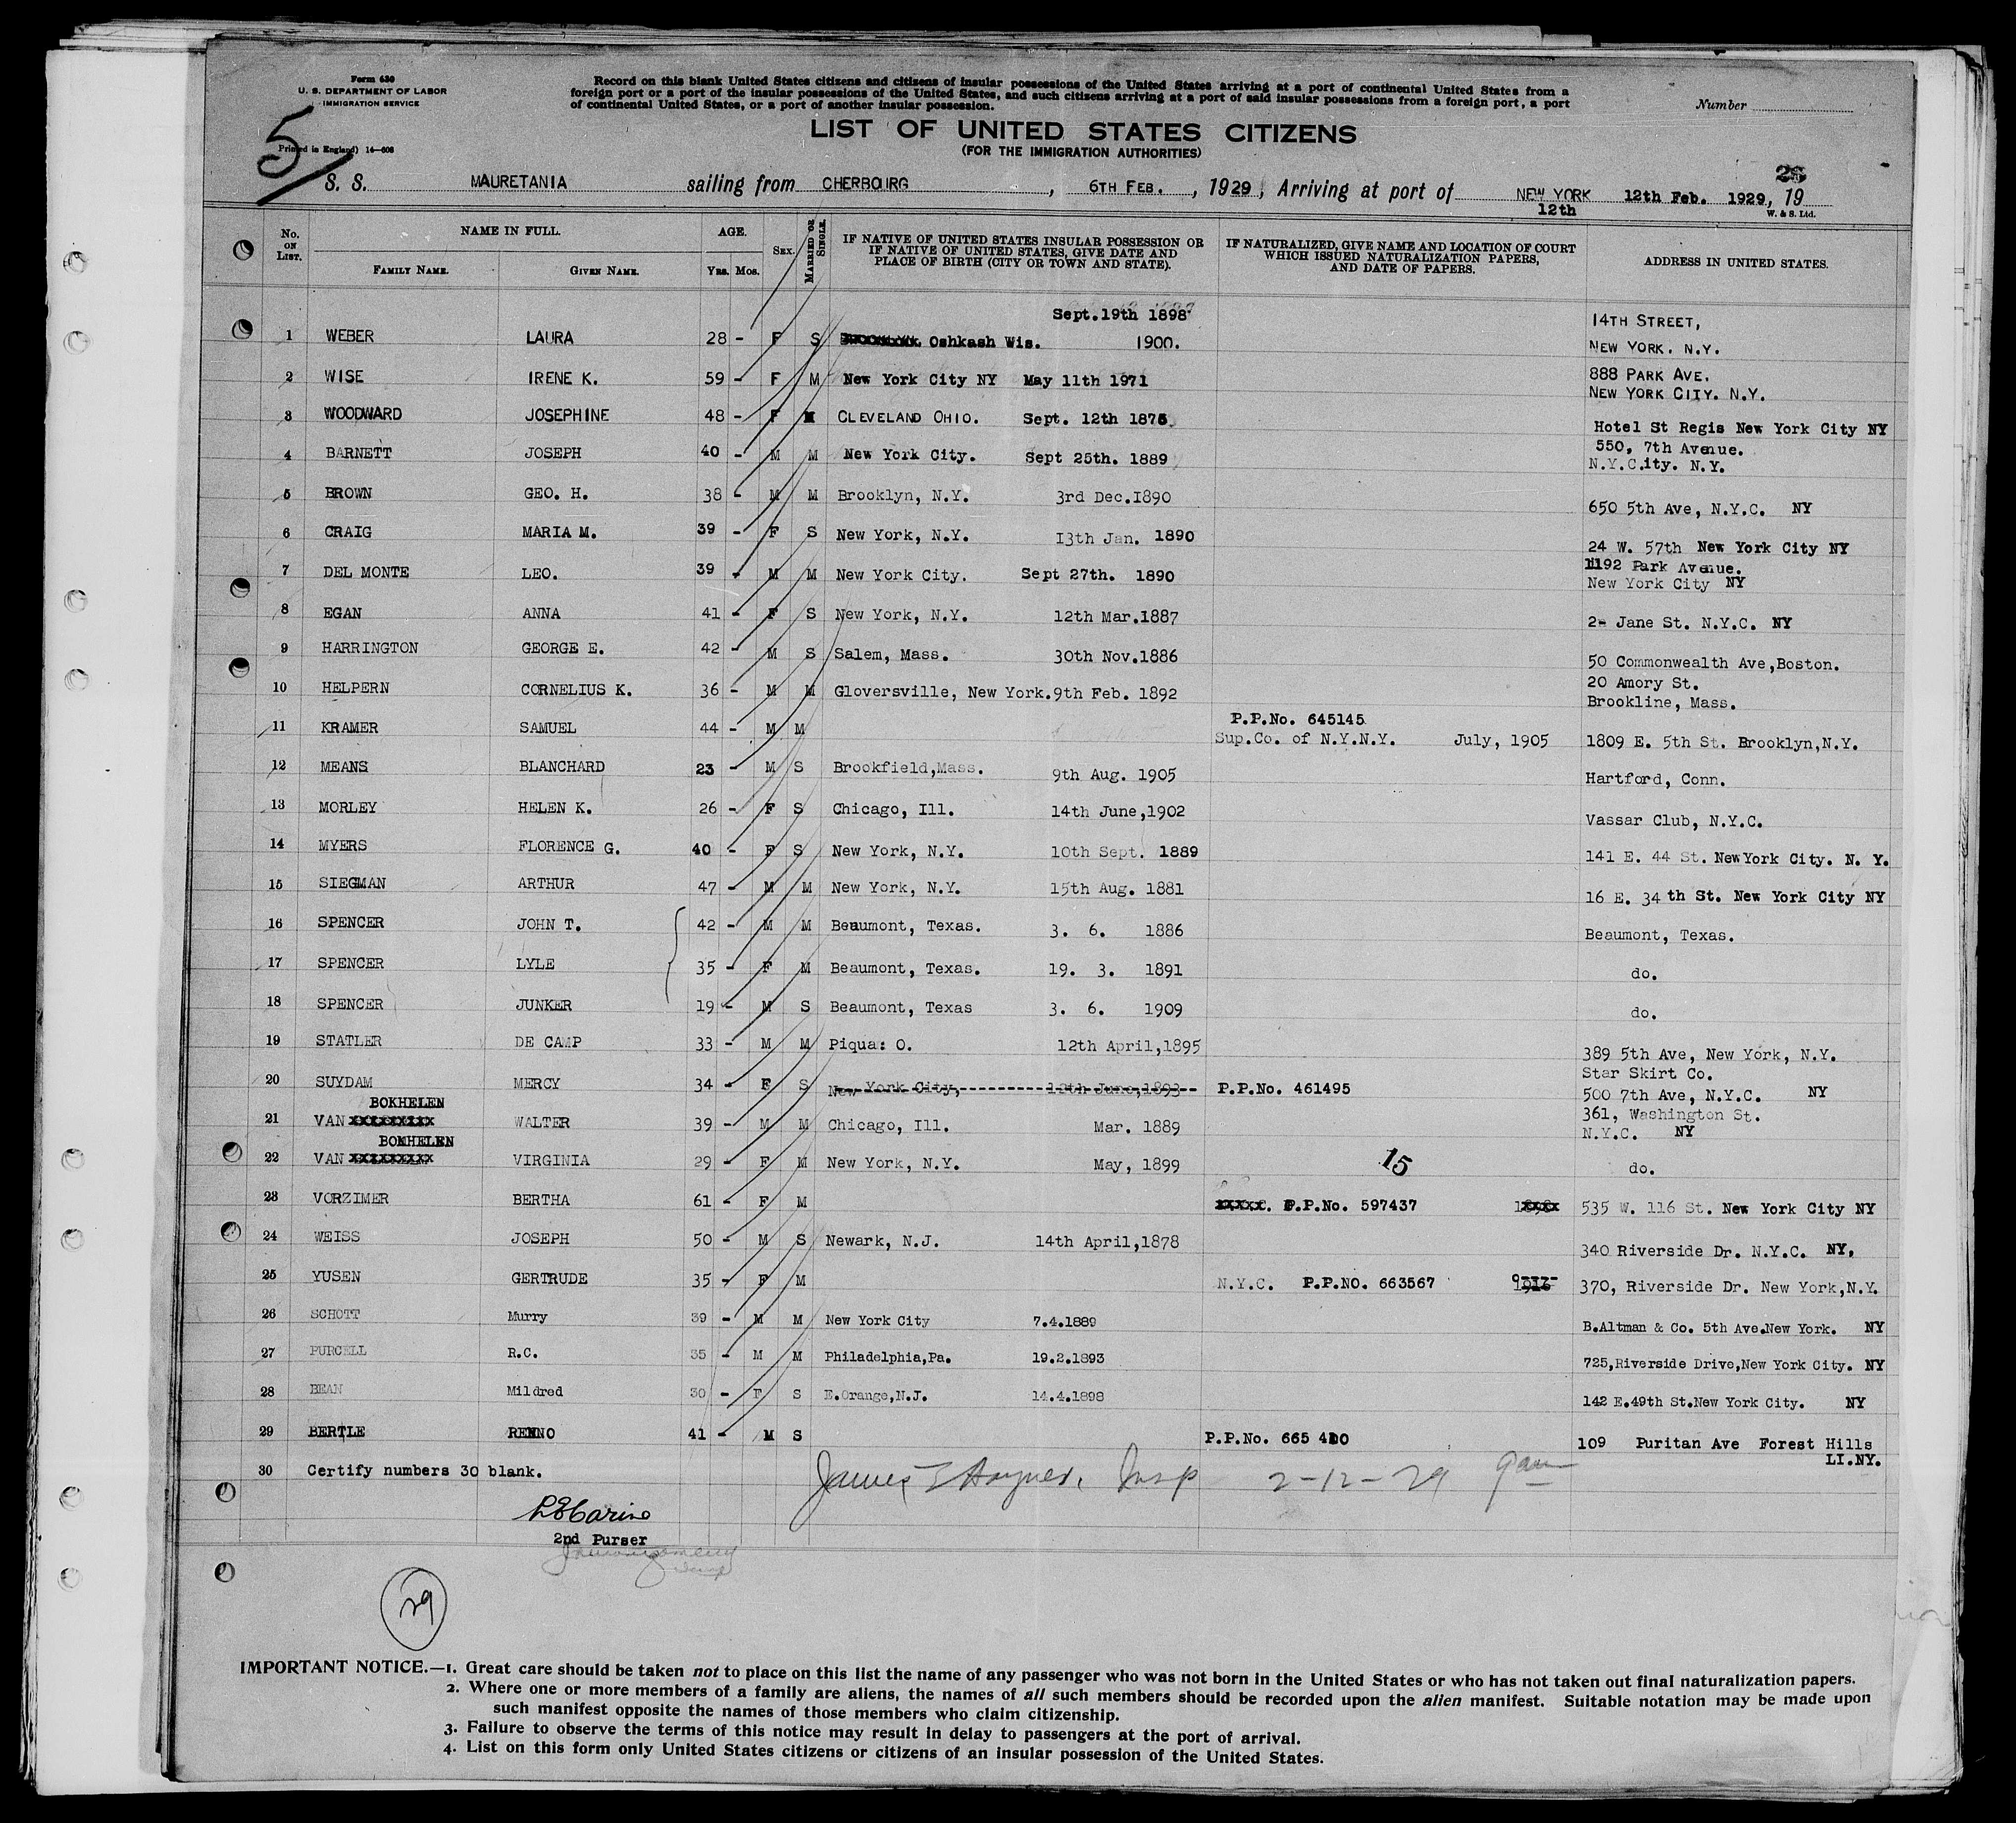 Form 630
U. S. DEPARTMENT OF LABOR
IMMIGRATION SERVICE
Record on this blank United States citizens and citizens of insular possessions of the United States arriving at a port of continental United States from a
foreign port or a port of the insular possessions of the United States, and such citizens arriving at a port of said insular possessions from a foreign port, a port
of continental United States, or a port of another insular possession.
Number
5
Printed in England) 14—608
LIST OF UNITED STATES CITIZENS
(FOR THE IMMIGRATION AUTHORITIES)
S. S. MAURETANIA sailing from CHERBOURG, 6TH FEB., 1929, Arriving at port of NEW YORK 12th Feb. 1929, 19
12th
W. & S. Ltd.
No. ON LIST. NAME IN FULL. FAMILY NAME. GIVEN NAME. AGE. YRS. MOS. SEX. MARRIED OR SINGLE. IF NATIVE OF UNITED STATES INSULAR POSSESSION OR IF NATIVE OF UNITED STATES, GIVE DATE AND PLACE OF BIRTH (CITY OR TOWN AND STATE). IF NATURALIZED, GIVE NAME AND LOCATION OF COURT WHICH ISSUED NATURALIZATION PAPERS, AND DATE OF PAPERS. ADDRESS IN UNITED STATES.
Sept.19th 1898
1 WEBER LAURA 28 - F S Oshkash Wis. 1900. 14TH STREET, NEW YORK. N.Y.
2 WISE IRENE K. 59 - F M New York City NY May 11th 1971 888 PARK AVE. NEW YORK CITY. N.Y.
3 WOODWARD JOSEPHINE 48 - F M CLEVELAND OHIO. Sept. 12th 1875 Hotel St Regis New York City NY
4 BARNETT JOSEPH 40 - M M New York City. Sept 25th. 1889 550, 7th Avenue. N.Y.C.ity. N.Y.
5 BROWN GEO. H. 38 - M M Brooklyn, N.Y. 3rd Dec.I890 650 5th Ave, N.Y.C. NY
6 CRAIG MARIA M. 39 - F S New York, N.Y. I3th Jan. 1890 24 W. 57th New York City NY
7 DEL MONTE LEO. 39 - M M New York City. Sept 27th. 1890 1192 Park Avenue. New York City NY
8 EGAN ANNA 41 - F S New York, N.Y. 12th Mar.1887 2- Jane St. N.Y.C. NY
9 HARRINGTON GEORGE E. 42 - M S Salem, Mass. 30th Nov.1886 50 Commonwealth Ave,Boston.
10 HELPERN CORNELIUS K. 36 - M M Gloversville, New York.9th Feb. 1892 20 Amory St. Brookline, Mass.
11 KRAMER SAMUEL 44 - M M P.P.No. 645145 Sup.Co. of N.Y.N.Y. July, 1905 1809 E. 5th St. Brooklyn,N.Y.
12 MEANS BLANCHARD 23 - M S Brookfield,Mass. 9th Aug. 1905 Hartford, Conn.
13 MORLEY HELEN K. 26 - F S Chicago, Ill. 14th June,1902 Vassar Club, N.Y.C.
14 MYERS FLORENCE G. 40 - F S New York, N.Y. 10th Sept. 1889 141 E. 44 St. NewYork City. N. Y.
15 SIEGMAN ARTHUR 47 - M M New York, N.Y. 15th Aug. 1881 16 E. 34 th St. New York City NY
16 SPENCER JOHN T. 42 - M M Beaumont, Texas. 3. 6. 1886 Beaumont, Texas.
17 SPENCER LYLE 35 - F M Beaumont, Texas. 19. 3. 1891 do.
18 SPENCER JUNKER 19 - M S Beaumont, Texas 3. 6. 1909 do.
19 STATLER DE CAMP 33 - M M Piqua: O. 12th April,1895 389 5th Ave, New York, N.Y.
20 SUYDAM MERCY 34 - F S New York City, 12th June,1893 P.P.No. 461495 Star Skirt Co. 500 7th Ave, N.Y.C. NY
BOKHELEN
21 VAN xxxxxxxxx WALTER 39 - M M Chicago, Ill. Mar. 1889 361, Washington St. N.Y.C. NY
BOKHELEN
22 VAN xxxxxxxxx VIRGINIA 29 - F M New York, N.Y. May, 1899 do.
15
23 VORZIMER BERTHA 61 - F M xxxxx. P.P.No. 597437 535 W. 116 St. New York City NY
24 WEISS JOSEPH 50 - M S Newark, N.J. 14th April,1878 340 Riverside Dr. N.Y.C. NY,
25 YUSEN GERTRUDE 35 - F M N.Y.C. P.P.NO. 663567 1916 370, Riverside Dr. New York,N.Y.
26 SCHOTT Murry 39 - M M New York City 7.4.1889 B.Altman & Co. 5th Ave.New York. NY
27 PURCELL R.C. 35 - M M Philadelphia,Pa. 19.2.1893 725,Riverside Drive,New York City. NY
28 BEAN Mildred 30 - F S E.Orange,N.J. 14.4.1898 142 E.49th St.New York City. NY
29 BERTLE RENNO 41 - M S P.P.No. 665 420 109 Puritan Ave Forest Hills LI.NY.
30 Certify numbers 30 blank.
James Insp 2-12-29 9 am
2nd Purser
29
IMPORTANT NOTICE.—1. Great care should be taken not to place on this list the name of any passenger who was not born in the United States or who has not taken out final naturalization papers.
2. Where one or more members of a family are aliens, the names of all such members should be recorded upon the alien manifest. Suitable notation may be made upon
such manifest opposite the names of those members who claim citizenship.
3. Failure to observe the terms of this notice may result in delay to passengers at the port of arrival.
4. List on this form only United States citizens or citizens of an insular possession of the United States.